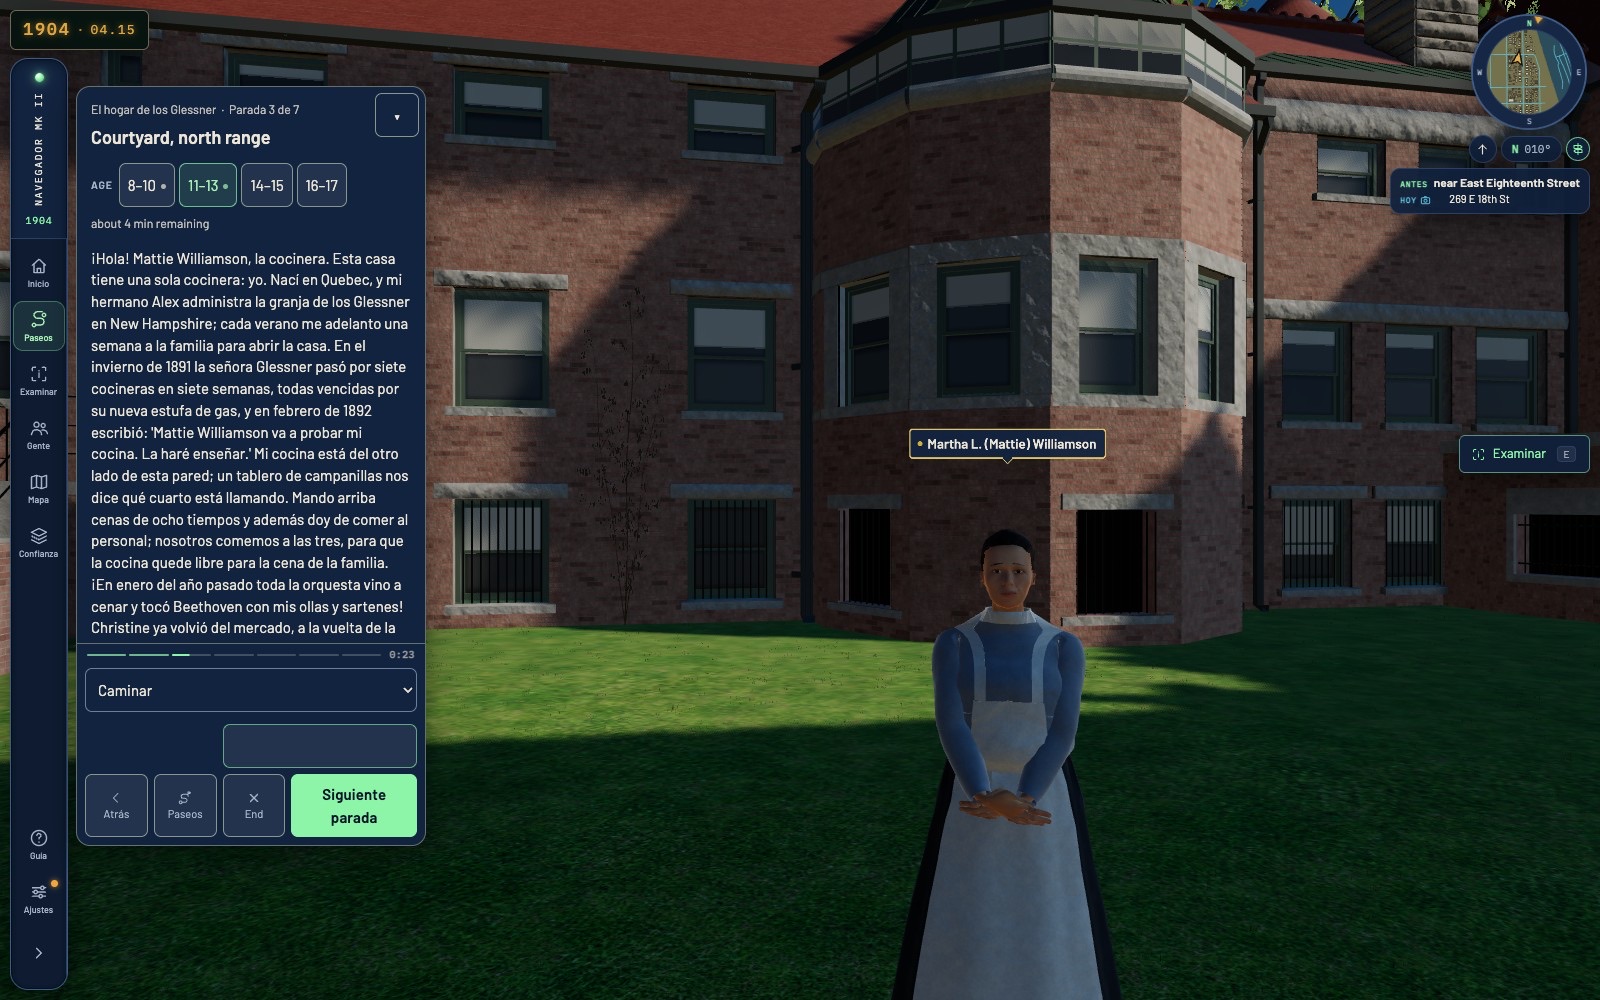 1904 · 04.15
NAVEGADOR MK II
1904
Inicio
Paseos
Examinar
Gente
Mapa
Confianza
Guía
Ajustes
El hogar de los Glessner · Parada 3 de 7
Courtyard, north range
AGE 8–10 11–13 14–15 16–17
about 4 min remaining
¡Hola! Mattie Williamson, la cocinera. Esta casa
tiene una sola cocinera: yo. Nací en Quebec, y mi
hermano Alex administra la granja de los Glessner
en New Hampshire; cada verano me adelanto una
semana a la familia para abrir la casa. En el
invierno de 1891 la señora Glessner pasó por siete
cocineras en siete semanas, todas vencidas por
su nueva estufa de gas, y en febrero de 1892
escribió: 'Mattie Williamson va a probar mi
cocina. La haré enseñar.' Mi cocina está del otro
lado de esta pared; un tablero de campanillas nos
dice qué cuarto está llamando. Mando arriba
cenas de ocho tiempos y además doy de comer al
personal; nosotros comemos a las tres, para que
la cocina quede libre para la cena de la familia.
¡En enero del año pasado toda la orquesta vino a
cenar y tocó Beethoven con mis ollas y sartenes!
Christine ya volvió del mercado, a la vuelta de la
0:23
Caminar
Atrás
Paseos
End
Siguiente
parada
Martha L. (Mattie) Williamson
N
W
E
S
N 010°
ANTES near East Eighteenth Street
HOY 269 E 18th St
Examinar E